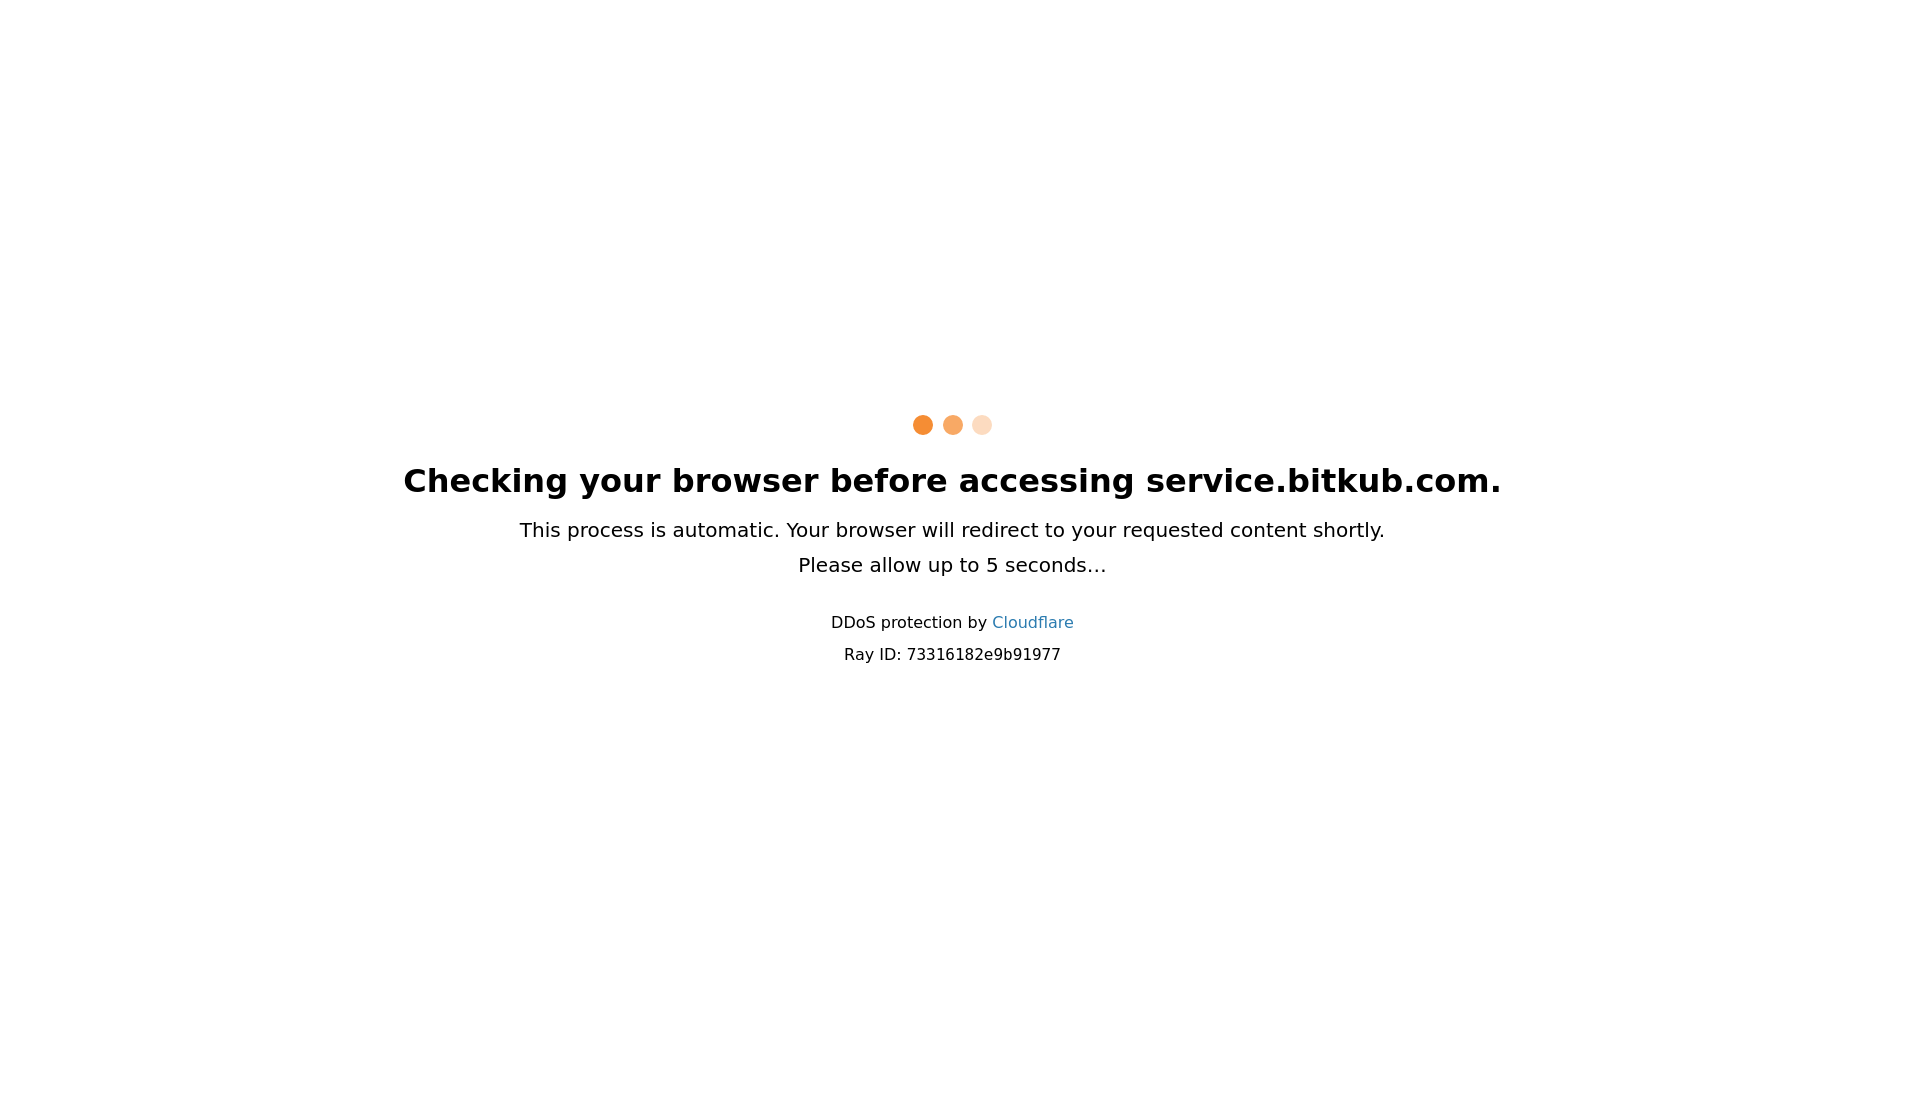 Checking your browser before accessing service.bitkub.com.
This process is automatic. Your browser will redirect to your requested content shortly.
Please allow up to 5 seconds...
DDoS protection by Cloudflare
Ray ID: 73316182e9b91977